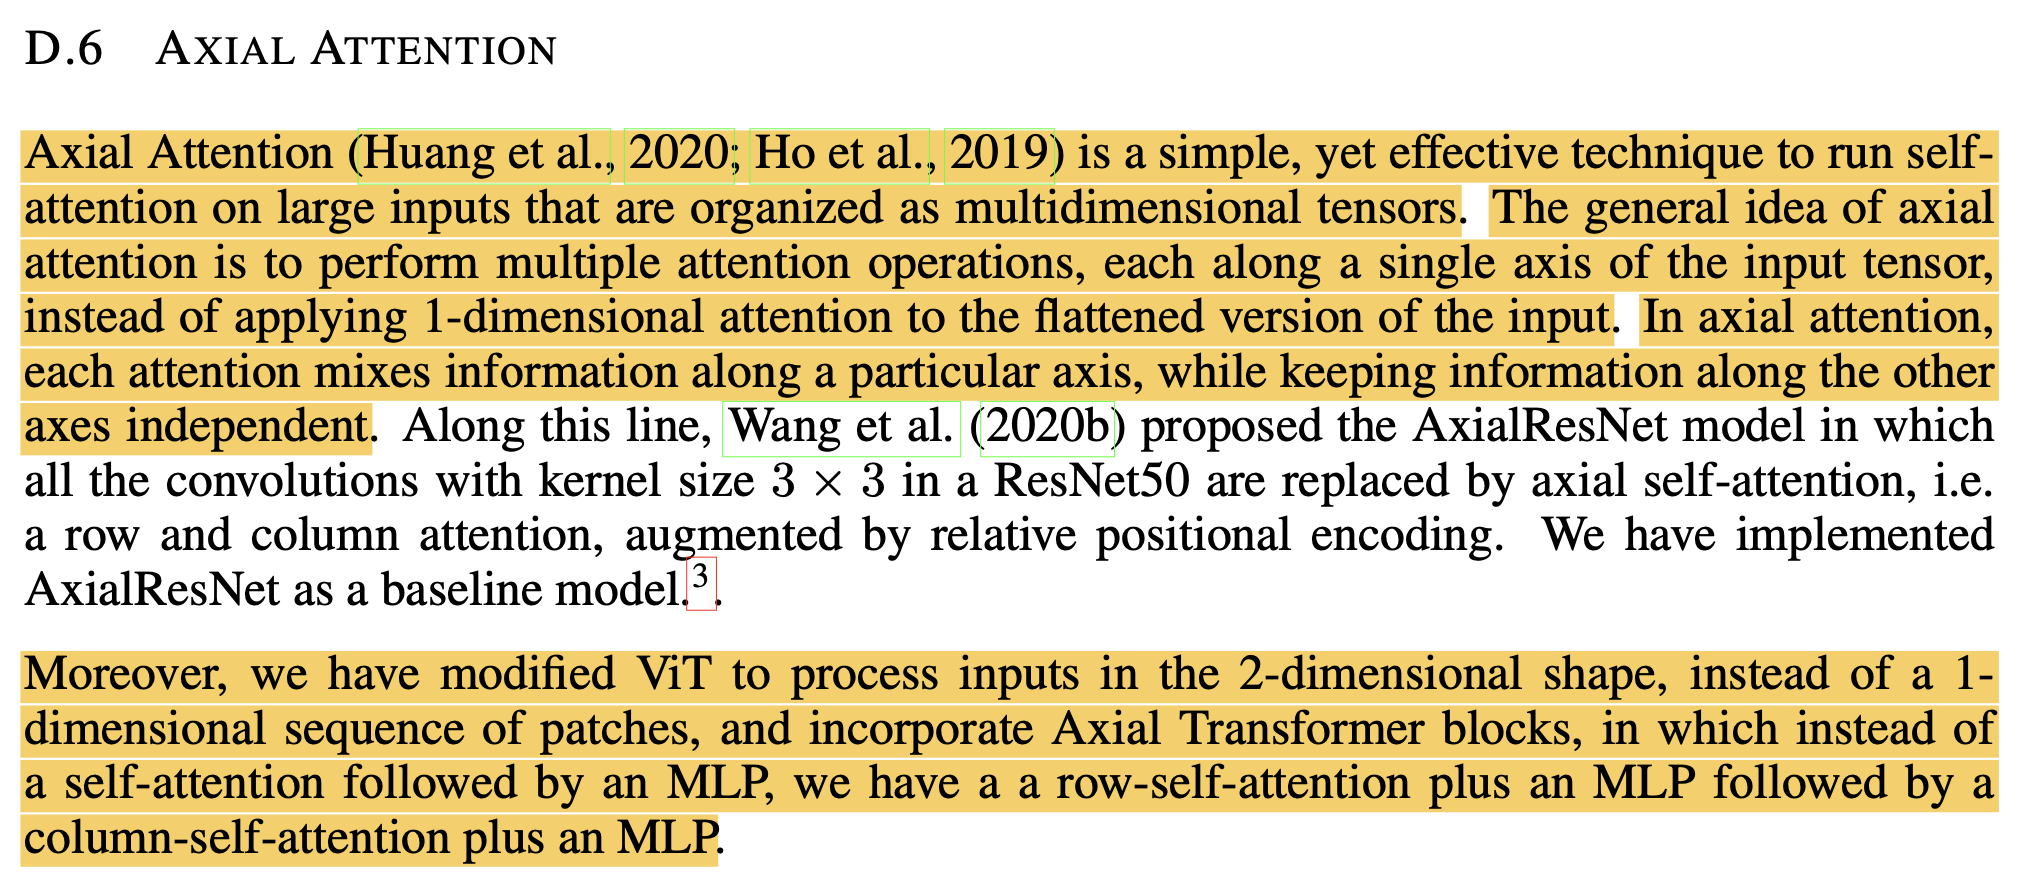 D.6 AXIAL ATTENTION
Axial Attention (Huang et al., 2020; Ho et al., 2019) is a simple, yet effective technique to run self-
attention on large inputs that are organized as multidimensional tensors. The general idea of axial
attention is to perform multiple attention operations, each along a single axis of the input tensor,
instead of applying 1-dimensional attention to the flattened version of the input. In axial attention,
each attention mixes information along a particular axis, while keeping information along the other
axes independent. Along this line, Wang et al. (2020b) proposed the AxialResNet model in which
all the convolutions with kernel size 3 × 3 in a ResNet50 are replaced by axial self-attention, i.e.
a row and column attention, augmented by relative positional encoding. We have implemented
AxialResNet as a baseline model.3.
Moreover, we have modified ViT to process inputs in the 2-dimensional shape, instead of a 1-
dimensional sequence of patches, and incorporate Axial Transformer blocks, in which instead of
a self-attention followed by an MLP, we have a a row-self-attention plus an MLP followed by a
column-self-attention plus an MLP.